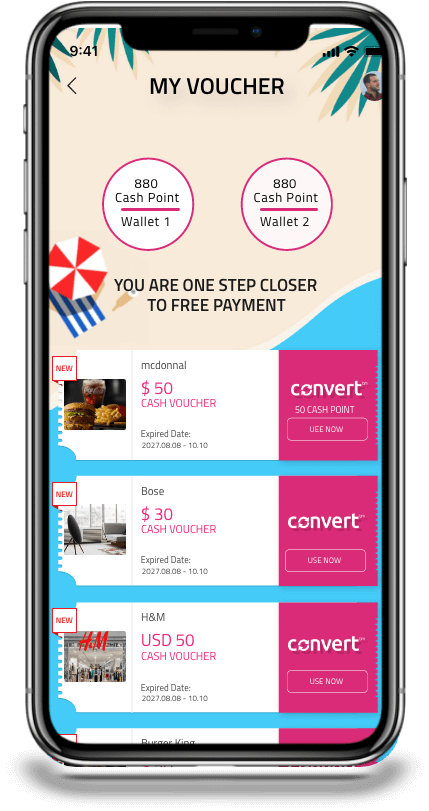 9:41
MY VOUCHER
880
Cash Point
Wallet 1
880
Cash Point
Wallet 2
YOU ARE ONE STEP CLOSER
TO FREE PAYMENT
NEW
mcdonnal
$ 50
CASH VOUCHER
Expired Date:
2027.08.08 - 10.10
convert
50 CASH POINT
UEE NOW
NEW
Bose
$ 30
CASH VOUCHER
Expired Date:
2027.08.08 - 10.10
convert
USE NOW
NEW
H&M
H&M
USD 50
CASH VOUCHER
Expired Date:
2027.08.08 - 10.10
convert
USE NOW
Burger King